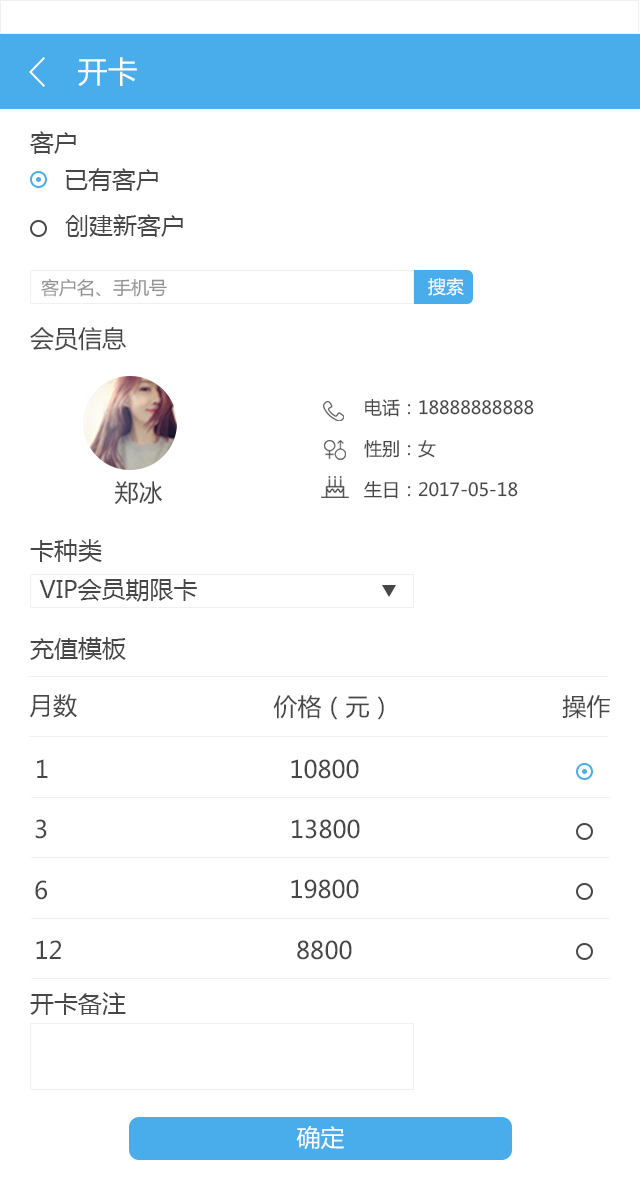 开卡
客户
已有客户
创建新客户
客户名、手机号 搜索
会员信息
电话：18888888888
性别：女
生日：2017-05-18
郑冰
卡种类
VIP会员期限卡
充值模板
月数 价格（元） 操作
1 10800
3 13800
6 19800
12 8800
开卡备注
确定